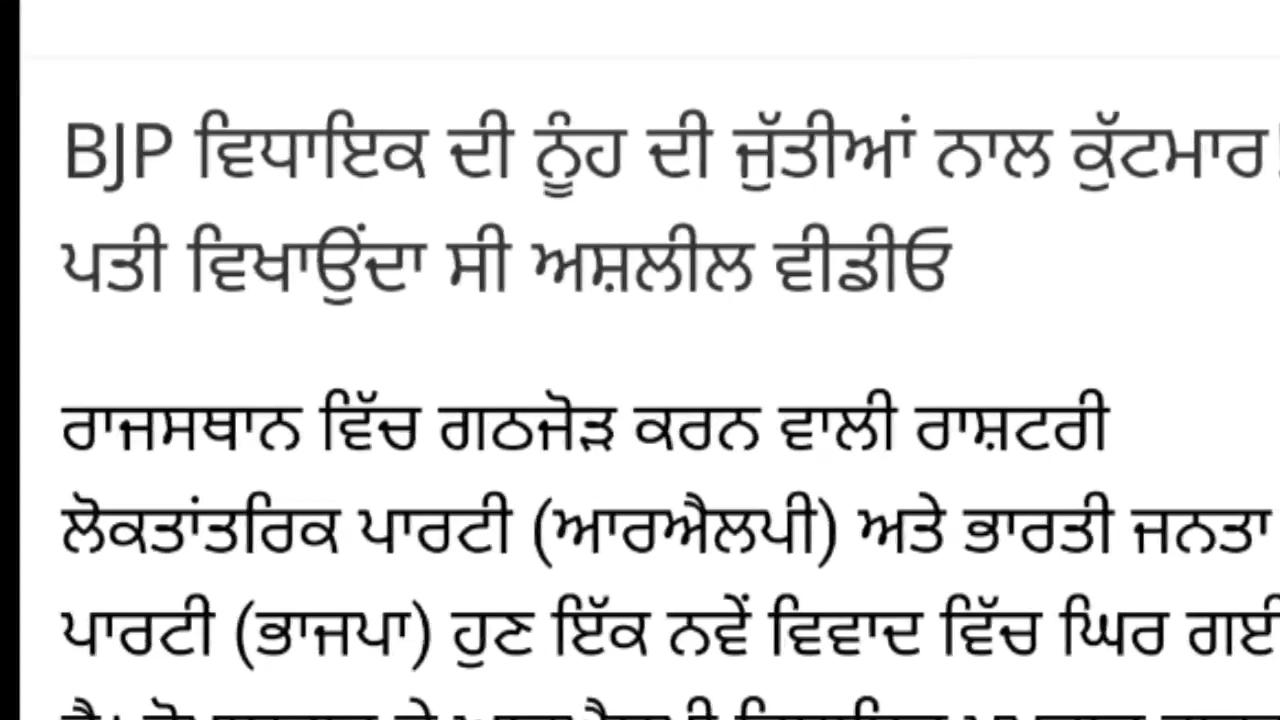 BJP ਵਿਧਾਇਕ ਦੀ ਨੂੰਹ ਦੀ ਜੁੱਤੀਆਂ ਨਾਲ ਕੁੱਟਮਾਰ!
ਪਤੀ ਵਿਖਾਉਂਦਾ ਸੀ ਅਸ਼ਲੀਲ ਵੀਡੀਓ
ਰਾਜਸਥਾਨ ਵਿੱਚ ਗਠਜੋੜ ਕਰਨ ਵਾਲੀ ਰਾਸ਼ਟਰੀ
ਲੋਕਤਾਂਤਰਿਕ ਪਾਰਟੀ (ਆਰਐਲਪੀ) ਅਤੇ ਭਾਰਤੀ ਜਨਤਾ
ਪਾਰਟੀ (ਭਾਜਪਾ) ਹੁਣ ਇੱਕ ਨਵੇਂ ਵਿਵਾਦ ਵਿੱਚ ਘਿਰ ਗਈ